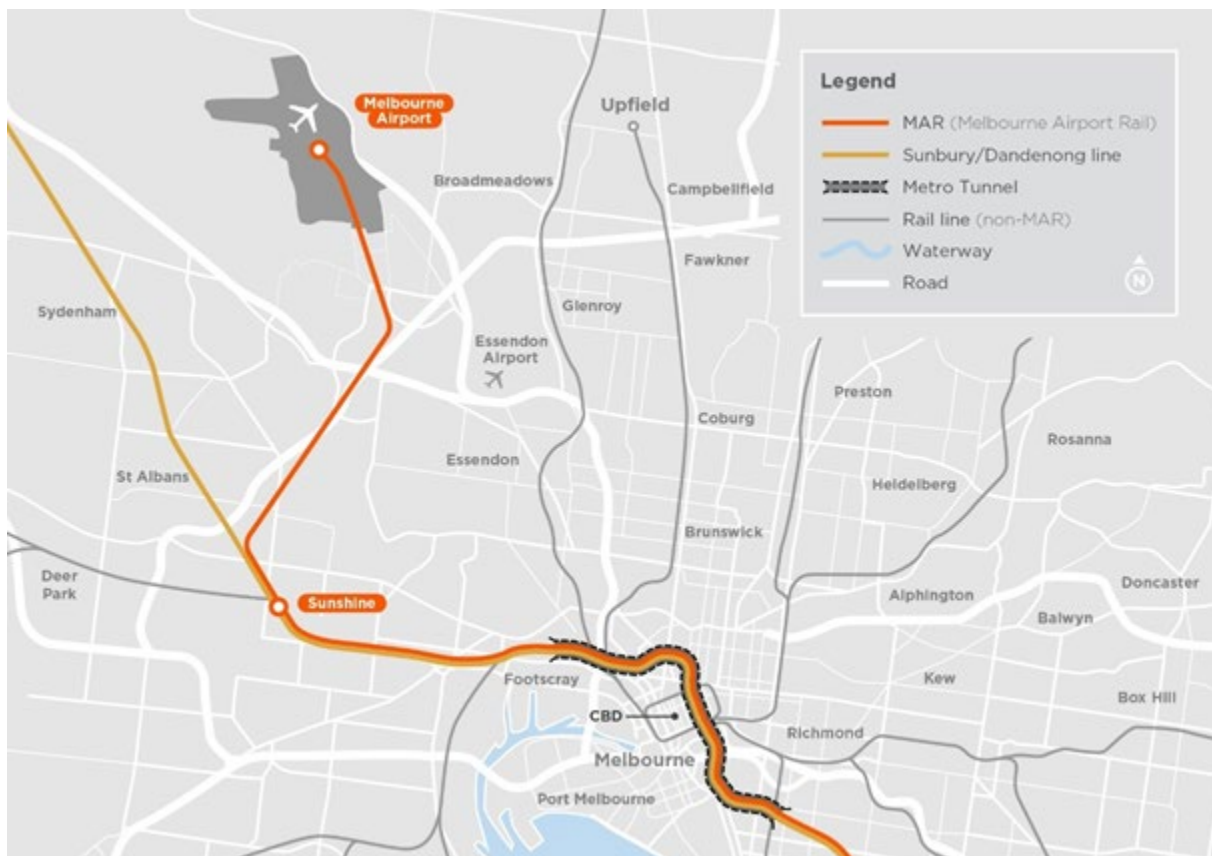 Melbourne
Airport
Upfield
Broadmeadows
Campbellfield
Fawkner
Sydenham
Glenroy
Essendon
Airport
Preston
Coburg
Rosanna
Essendon
St Albans
Heidelberg
Brunswick
Deer
Park
Sunshine
Alphington
Doncaster
Balwyn
Footscray
Kew
Box Hill
CBD
Richmond
Melbourne
Port Melbourne
Legend
MAR (Melbourne Airport Rail)
Sunbury/Dandenong line
Metro Tunnel
Rail line (non-MAR)
Waterway
Road
N